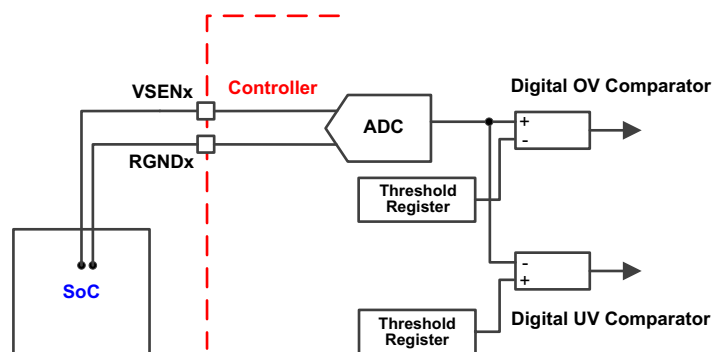 VSENx
Controller
Digital OV Comparator
ADC
+
-
RGNDx
Threshold
Register
SoC
-
+
Threshold
Register
Digital UV Comparator